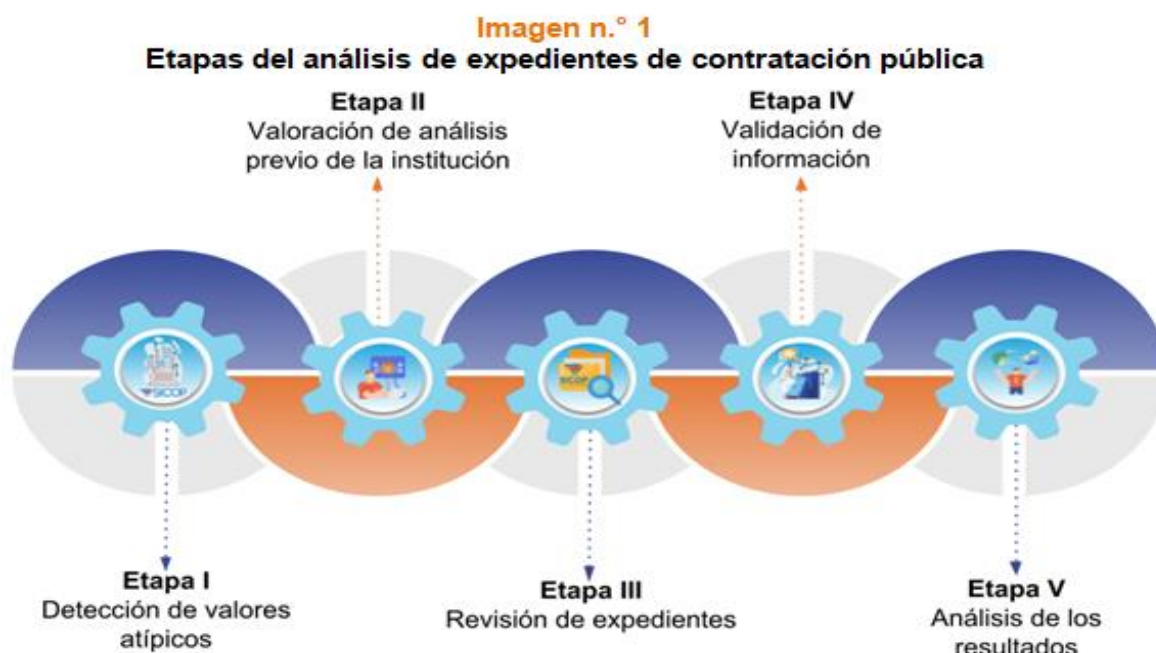 Imagen n.° 1
Etapas del análisis de expedientes de contratación pública
Etapa II
Valoración de análisis
previo de la institución
Etapa IV
Validación de
información
SICOP
SICOP
Etapa I
Detección de valores
atípicos
Etapa III
Revisión de expedientes
Etapa V
Análisis de los
resultados